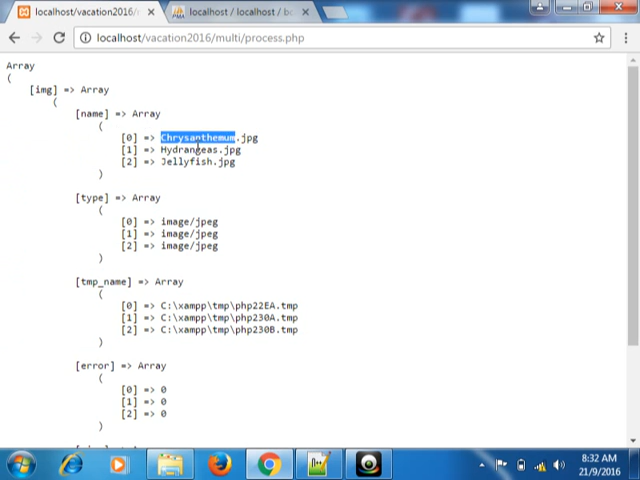 localhost/vacation2016/
localhost / localhost / bo
localhost/vacation2016/multi/process.php
Array
(
[img] => Array
(
[name] => Array
(
[0] => Chrysanthemum.jpg
[1] => Hydrangeas.jpg
[2] => Jellyfish.jpg
)
[type] => Array
(
[0] => image/jpeg
[1] => image/jpeg
[2] => image/jpeg
)
[tmp_name] => Array
(
[0] => C:\xampp\tmp\php22EA.tmp
[1] => C:\xampp\tmp\php230A.tmp
[2] => C:\xampp\tmp\php230B.tmp
)
[error] => Array
(
[0] => 0
[1] => 0
[2] => 0
)
8:32 AM
21/9/2016